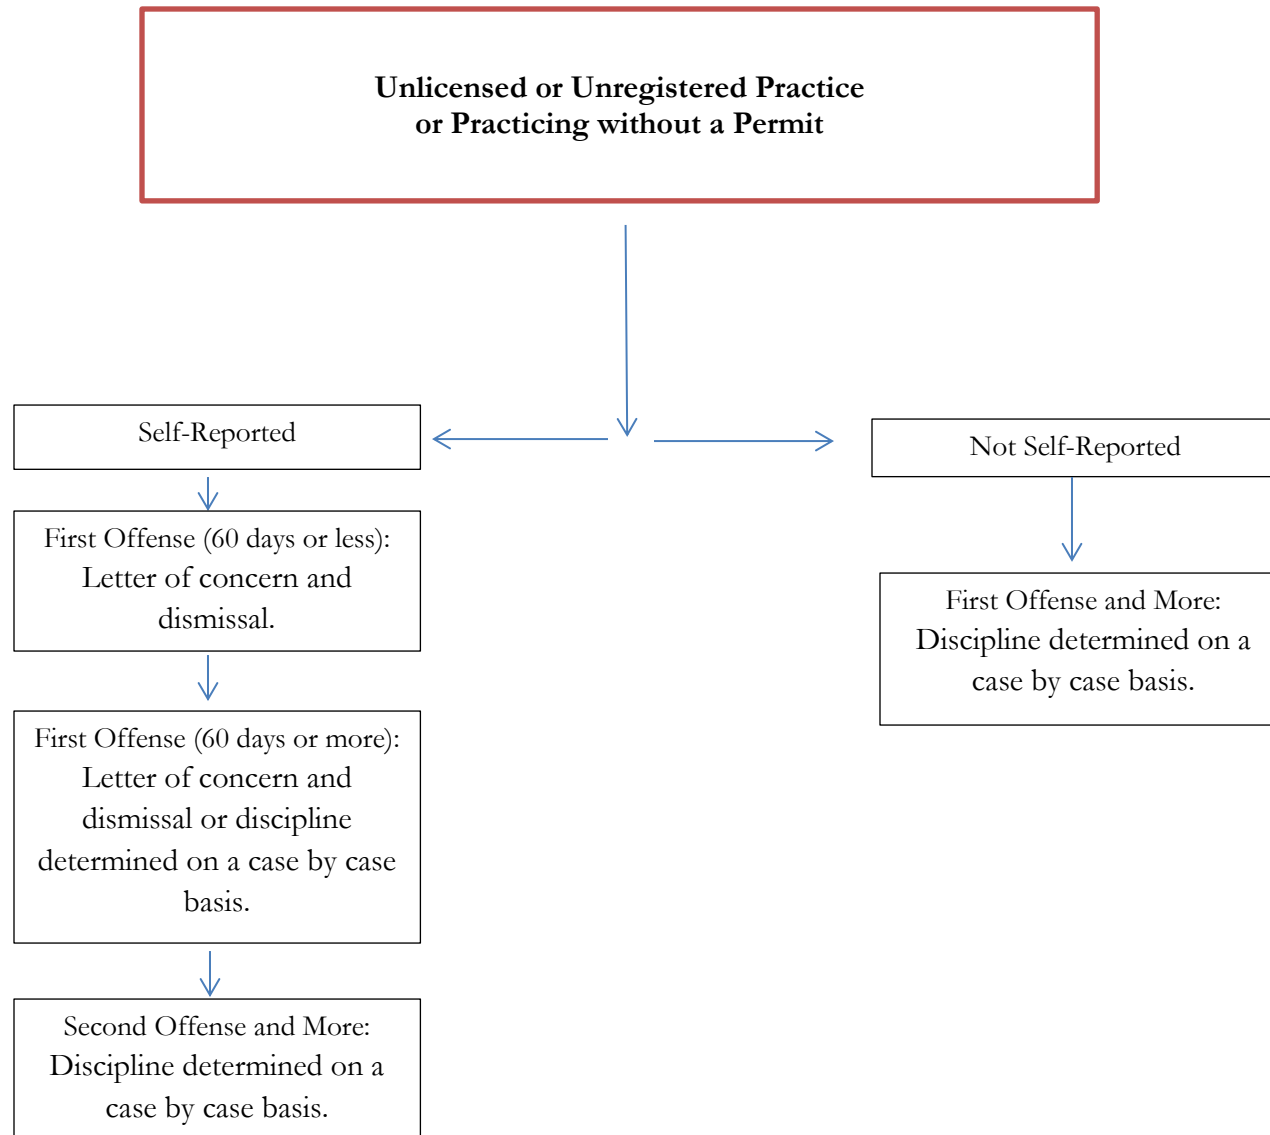 Unlicensed or Unregistered Practice
or Practicing without a Permit
Self-Reported
First Offense (60 days or less):
Letter of concern and
dismissal.
First Offense (60 days or more):
Letter of concern and
dismissal or discipline
determined on a case by case
basis.
Second Offense and More:
Discipline determined on a
case by case basis.
Not Self-Reported
First Offense and More:
Discipline determined on a
case by case basis.